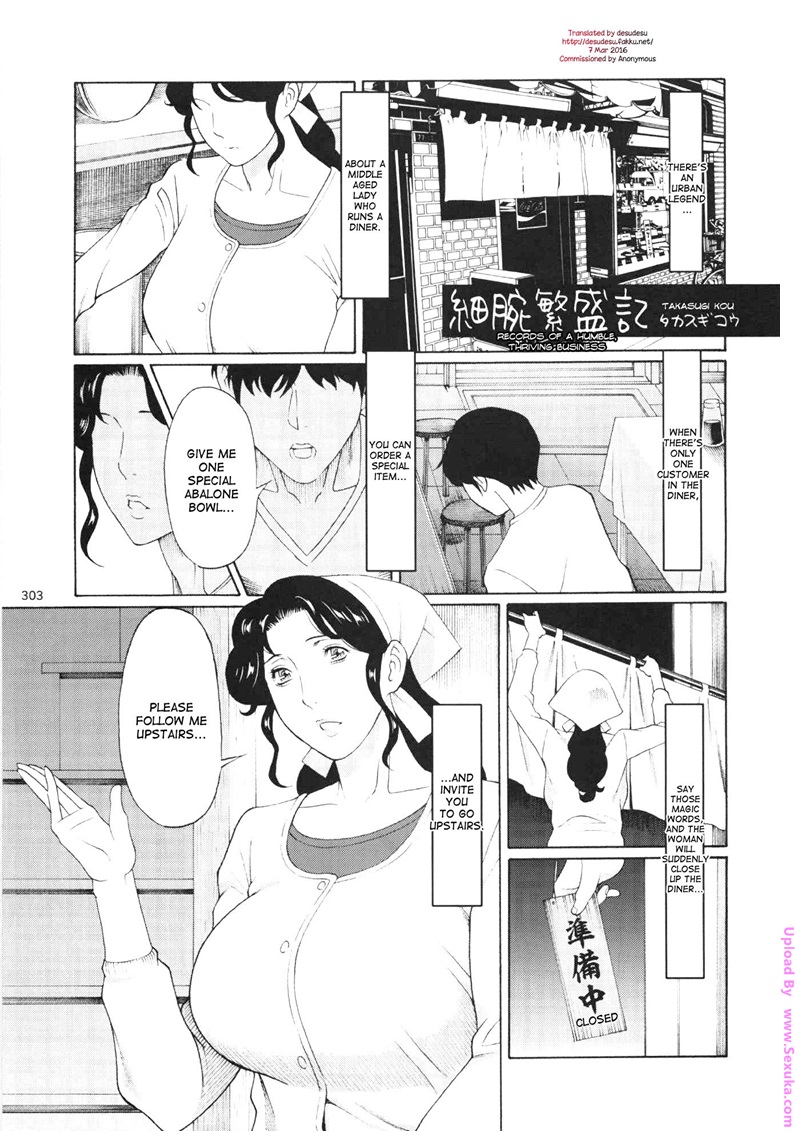 Translated by desudesu
http://desudesu.fakku.net/
7 Mar 2016
Commissioned by Anonymous
THERE'S
AN
URBAN
LEGEND
...
ABOUT A
MIDDLE
AGED
LADY
WHO
RUNS A
DINER.
細腕繁盛記
RECORDS OF A HUMBLE,
THRIVING BUSINESS
TAKASUGI KOU
タカスギコウ
WHEN
THERE'S
ONLY
ONE
CUSTOMER
IN THE
DINER,
YOU CAN
ORDER A
SPECIAL
ITEM...
GIVE ME
ONE
SPECIAL
ABALONE
BOWL...
303
SAY
THOSE
MAGIC
WORDS,
AND THE
WOMAN
WILL
SUDDENLY
CLOSE
UP THE
DINER...
準備中
CLOSED
...AND
INVITE
YOU
TO GO
UPSTAIRS.
PLEASE
FOLLOW ME
UPSTAIRS...
Upload By www.Sexuka.com